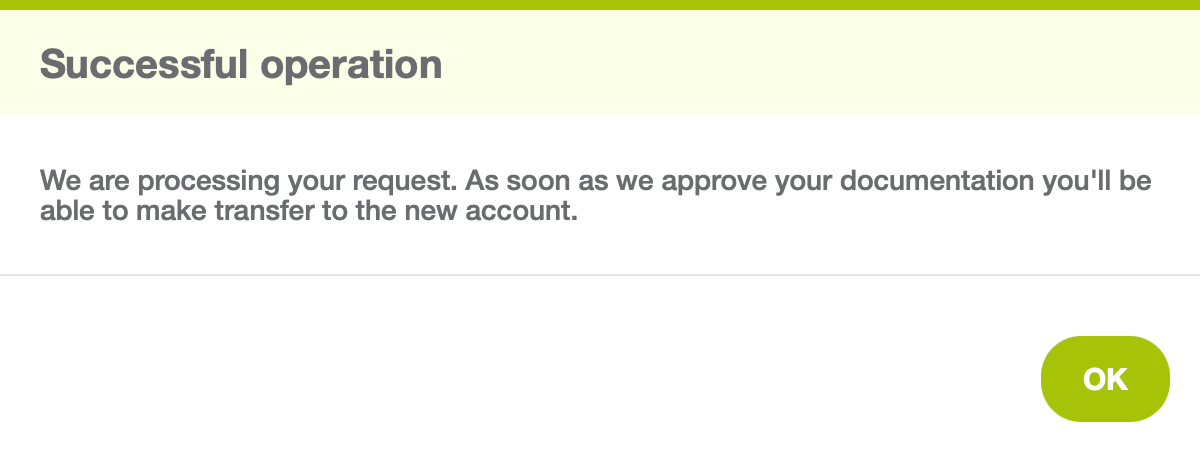 Successful operation
We are processing your request. As soon as we approve your documentation you'll be
able to make transfer to the new account.
OK